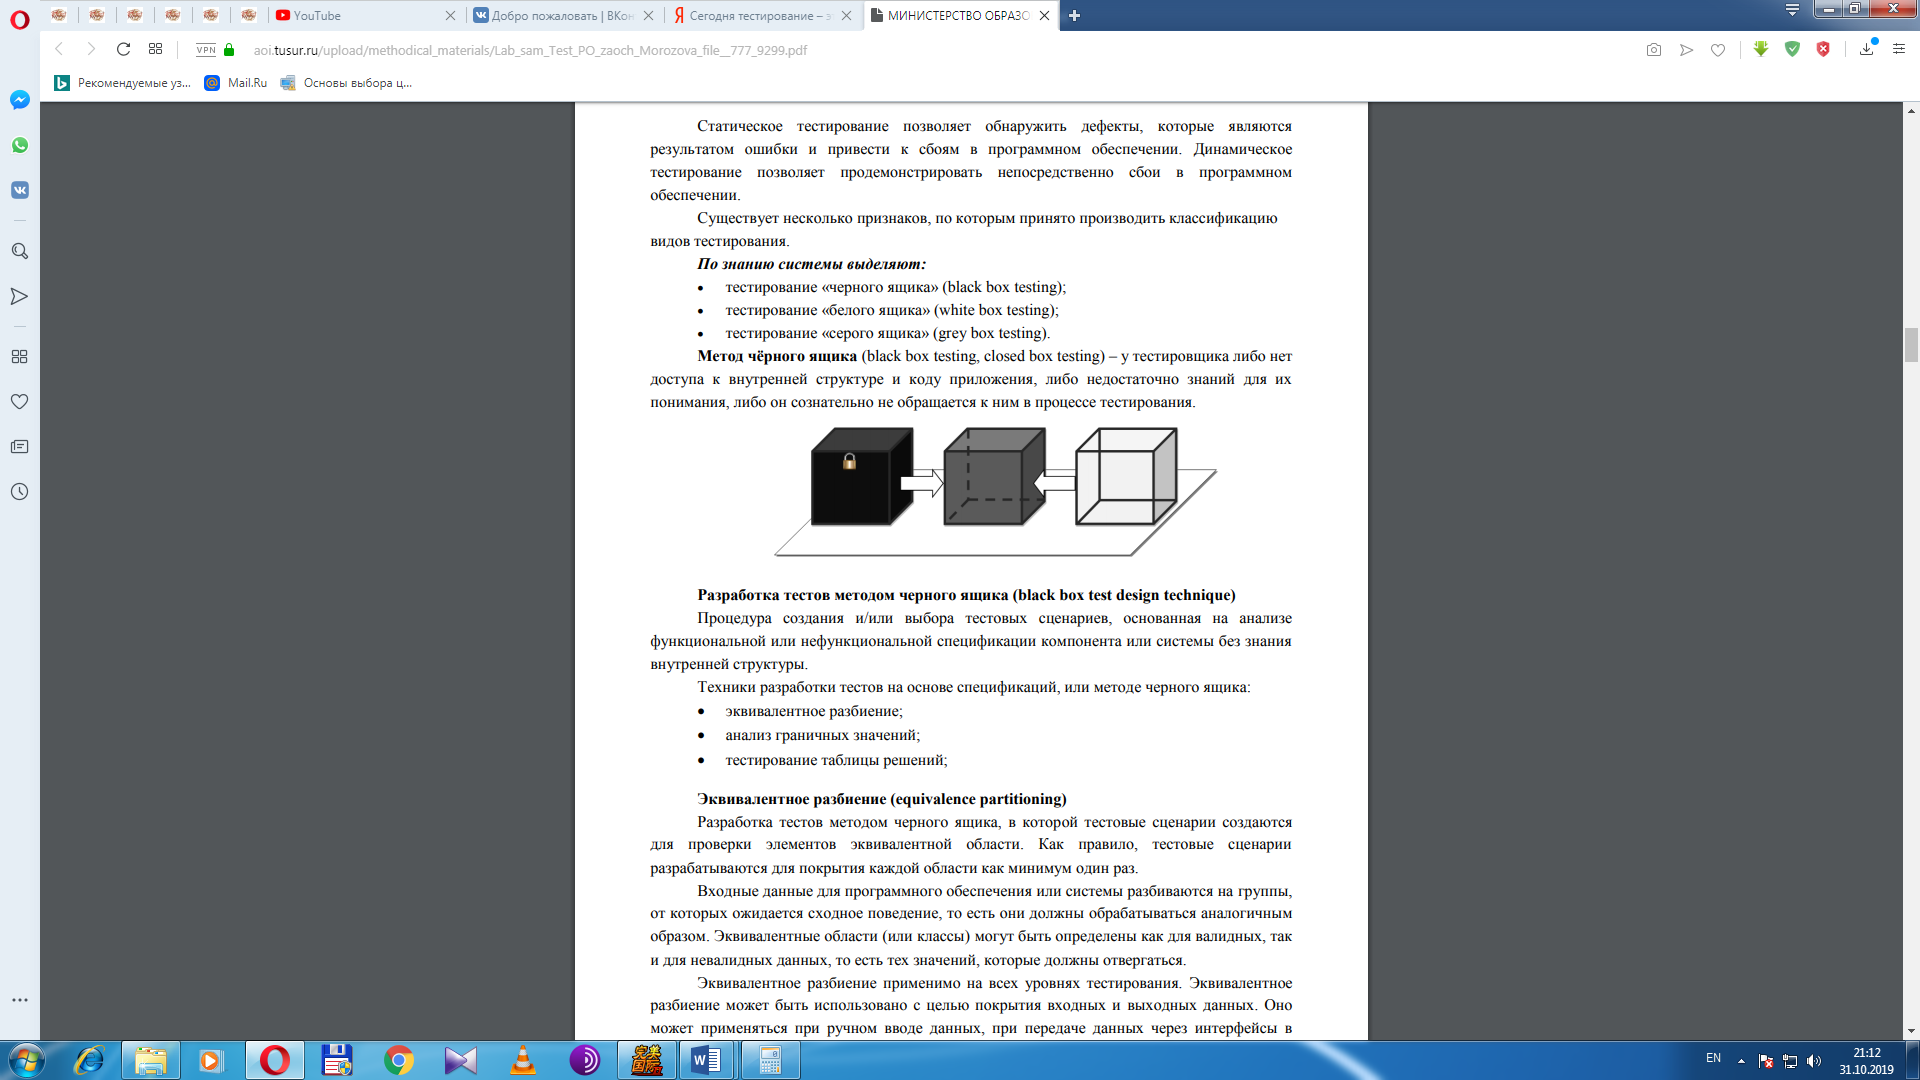 YouTube
Добро пожаловать | ВКон
Сегодня тестирование – э
МИНИСТЕРСТВО ОБРАЗО
VPN
aoi.tusur.ru/upload/methodical_materials/Lab_sam_Test_PO_zaoch_Morozova_file__777_9299.pdf
Рекомендуемые уз...
Mail.Ru
Основы выбора ц...
Статическое тестирование позволяет обнаружить дефекты, которые являются
результатом ошибки и привести к сбоям в программном обеспечении. Динамическое
тестирование позволяет продемонстрировать непосредственно сбои в программном
обеспечении.
Существует несколько признаков, по которым принято производить классификацию
видов тестирования.
По знанию системы выделяют:
• тестирование «черного ящика» (black box testing);
• тестирование «белого ящика» (white box testing);
• тестирование «серого ящика» (grey box testing).
Метод чёрного ящика (black box testing, closed box testing) – у тестировщика либо нет
доступа к внутренней структуре и коду приложения, либо недостаточно знаний для их
понимания, либо он сознательно не обращается к ним в процессе тестирования.
Разработка тестов методом черного ящика (black box test design technique)
Процедура создания и/или выбора тестовых сценариев, основанная на анализе
функциональной или нефункциональной спецификации компонента или системы без знания
внутренней структуры.
Техники разработки тестов на основе спецификаций, или методе черного ящика:
• эквивалентное разбиение;
• анализ граничных значений;
• тестирование таблицы решений;
Эквивалентное разбиение (equivalence partitioning)
Разработка тестов методом черного ящика, в которой тестовые сценарии создаются
для проверки элементов эквивалентной области. Как правило, тестовые сценарии
разрабатываются для покрытия каждой области как минимум один раз.
Входные данные для программного обеспечения или системы разбиваются на группы,
от которых ожидается сходное поведение, то есть они должны обрабатываться аналогичным
образом. Эквивалентные области (или классы) могут быть определены как для валидных, так
и для невалидных данных, то есть тех значений, которые должны отвергаться.
Эквивалентное разбиение применимо на всех уровнях тестирования. Эквивалентное
разбиение может быть использовано с целью покрытия входных и выходных данных. Оно
может применяться при ручном вводе данных, при передаче данных через интерфейсы в
EN
21:12
31.10.2019